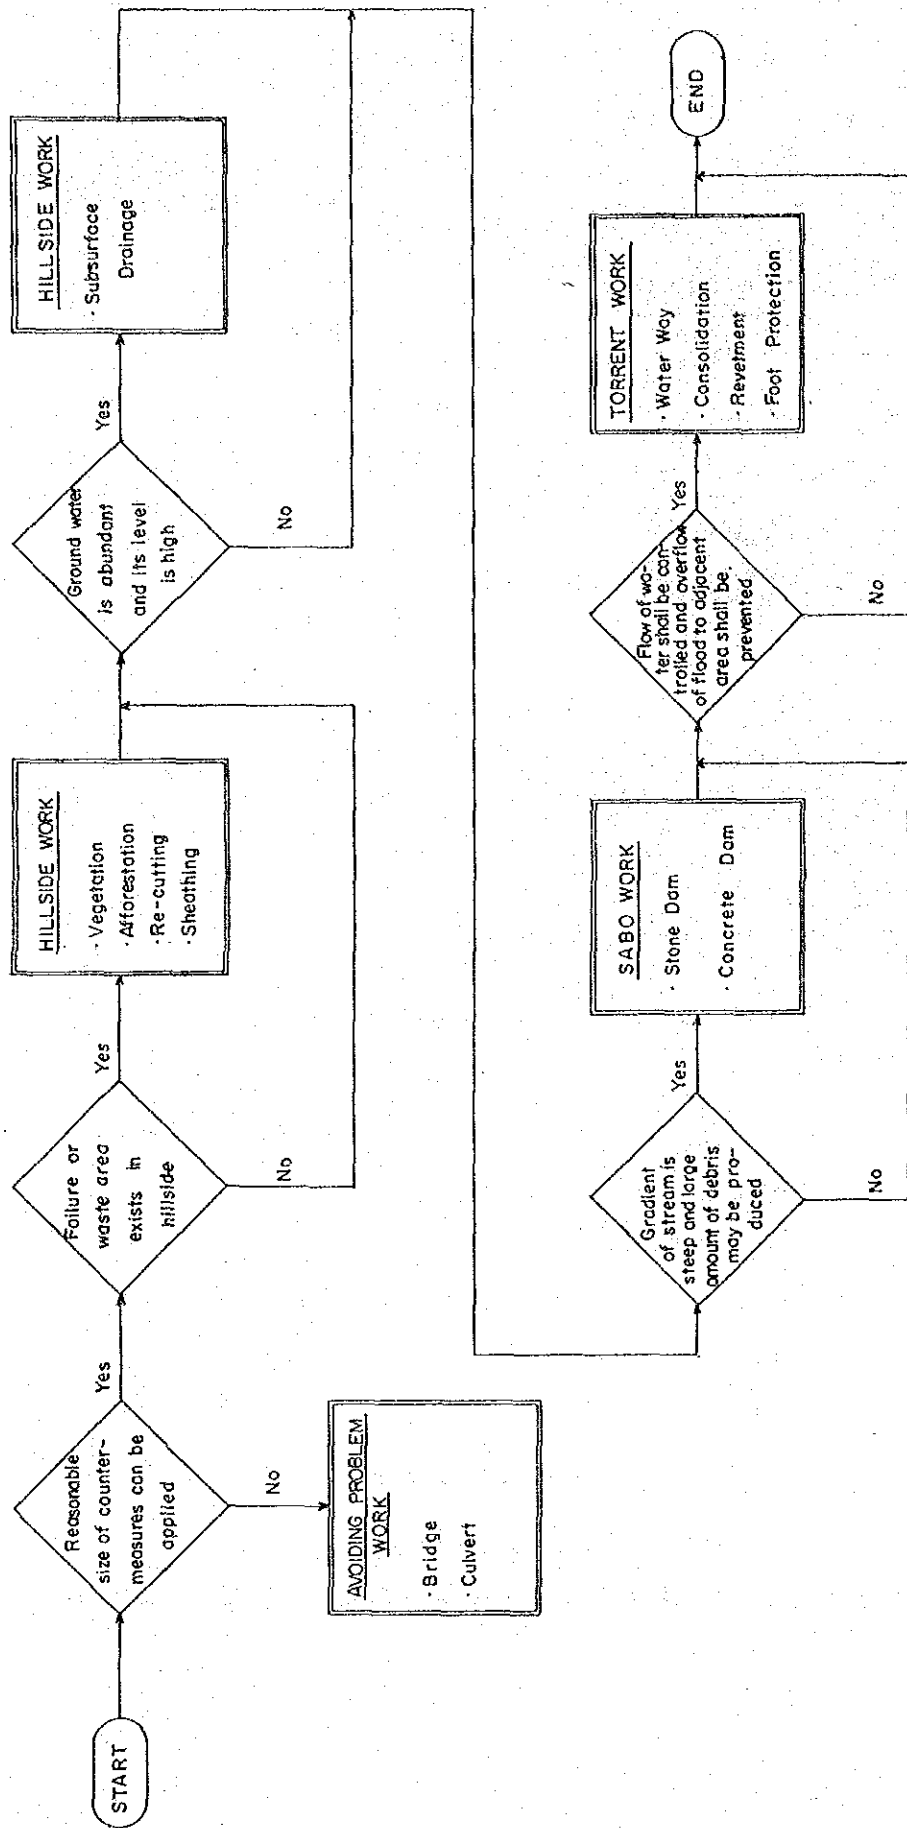 START
Reasonable
size of counter-
measures can be
applied
Yes
No
AVOIDING PROBLEM
WORK
· Bridge
· Culvert
Failure or
waste area
exists in
hillside
Yes
No
HILLSIDE WORK
· Vegetation
· Afforestation
· Re-cutting
· Sheathing
Ground water
is abundant
and its level
is high
Yes
No
HILLSIDE WORK
· Subsurface
Drainage
Gradient
of stream is
steep and large
amount of debris
may be pro-
duced
Yes
No
SABO WORK
· Stone Dam
· Concrete Dam
Flow of wa-
ter shall be con-
trolled and overflow
of flood to adjacent
area shall be
prevented
Yes
No
TORRENT WORK
· Water Way
· Consolidation
· Revetment
· Foot Protection
END